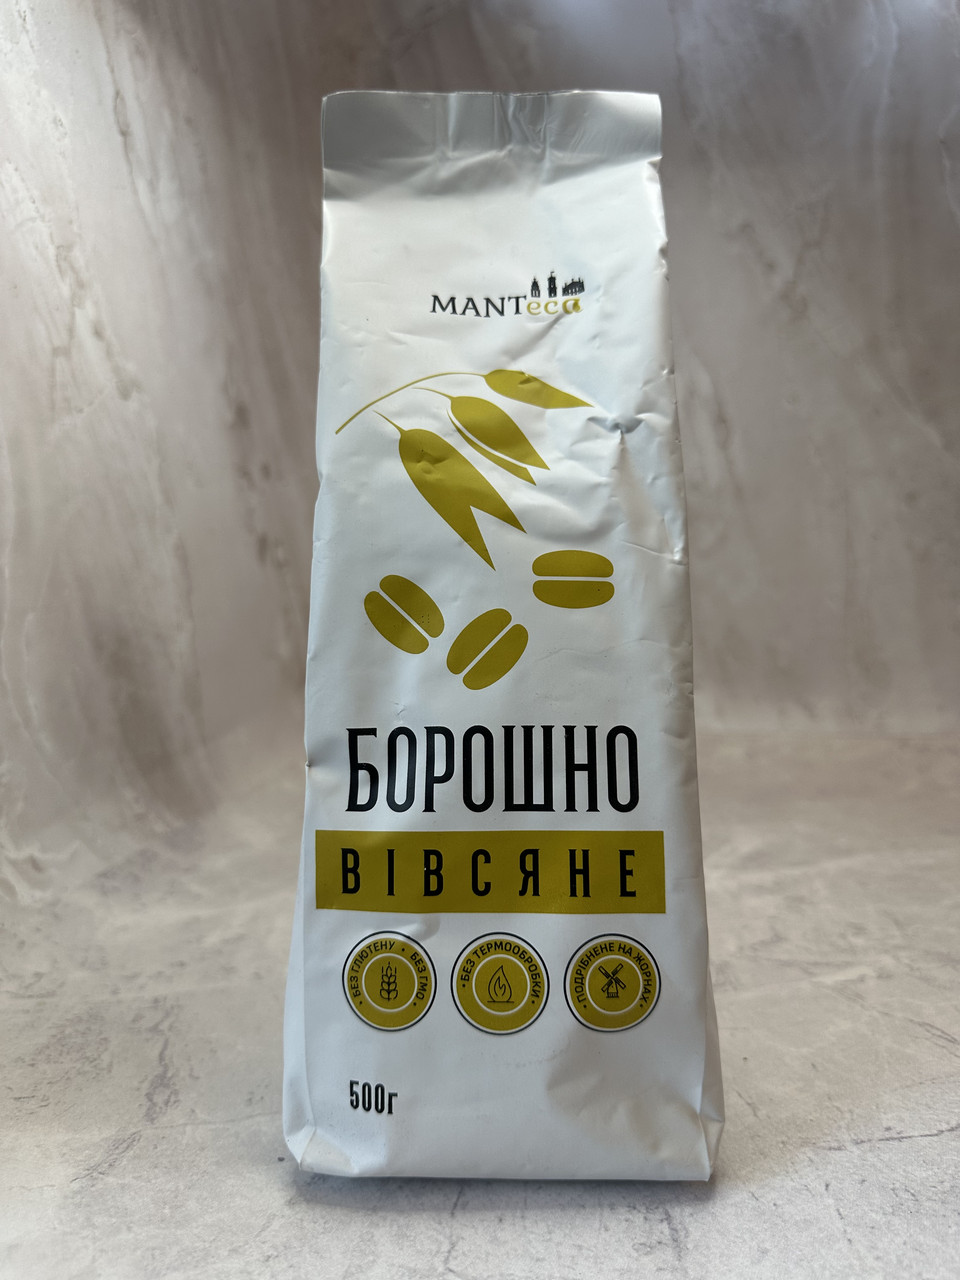 MANTeca
БОРОШНО
ВІВСЯНЕ
БЕЗ ГЛЮТЕНУ • БЕЗ ГМО •
•БЕЗ ТЕРМООБРОБКИ•
•ПОДРІБНЕНЕ НА ЖОРНАХ•
500г